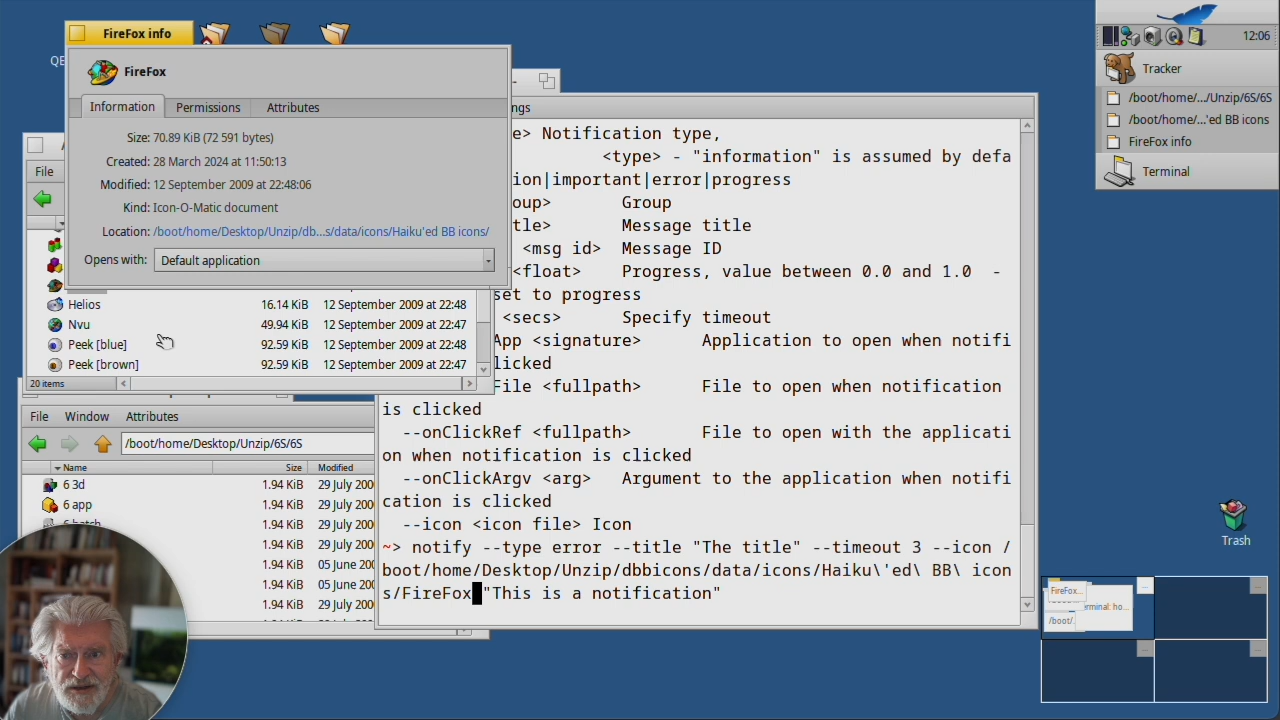 FireFox info
QE
12:06
Tracker
/boot/home/.../Unzip/6S/6S
/boot/home/...'ed BB icons
FireFox info
Terminal
FireFox
Information
Permissions
Attributes
Size: 70.89 KiB (72 591 bytes)
Created: 28 March 2024 at 11:50:13
Modified: 12 September 2009 at 22:48:06
Kind: Icon-O-Matic document
Location: /boot/home/Desktop/Unzip/db...s/data/icons/Haiku'ed BB icons/
Opens with: Default application
File
Helios 16.14 KiB 12 September 2009 at 22:48
Nvu 49.94 KiB 12 September 2009 at 22:47
Peek [blue] 92.59 KiB 12 September 2009 at 22:48
Peek [brown] 92.59 KiB 12 September 2009 at 22:47
20 items
File Window Attributes
/boot/home/Desktop/Unzip/6S/6S
Name Size Modified
6 3d 1.94 KiB 29 July 200
6 app 1.94 KiB 29 July 200
6 batch 1.94 KiB 29 July 200
1.94 KiB 29 July 200
1.94 KiB 05 June 200
1.94 KiB 05 June 200
1.94 KiB 29 July 200
ngs
e> Notification type,
<type> - "information" is assumed by defa
ion|important|error|progress
oup> Group
tle> Message title
<msg id> Message ID
<float> Progress, value between 0.0 and 1.0 -
set to progress
<secs> Specify timeout
App <signature> Application to open when notifi
licked
File <fullpath> File to open when notification
is clicked
--onClickRef <fullpath> File to open with the applicati
on when notification is clicked
--onClickArgv <arg> Argument to the application when notifi
cation is clicked
--icon <icon file> Icon
~> notify --type error --title "The title" --timeout 3 --icon /
boot/home/Desktop/Unzip/dbbicons/data/icons/Haiku\'ed\ BB\ icon
s/FireFox "This is a notification"
Trash
FireFox...
erminal: ho...
/boot/.